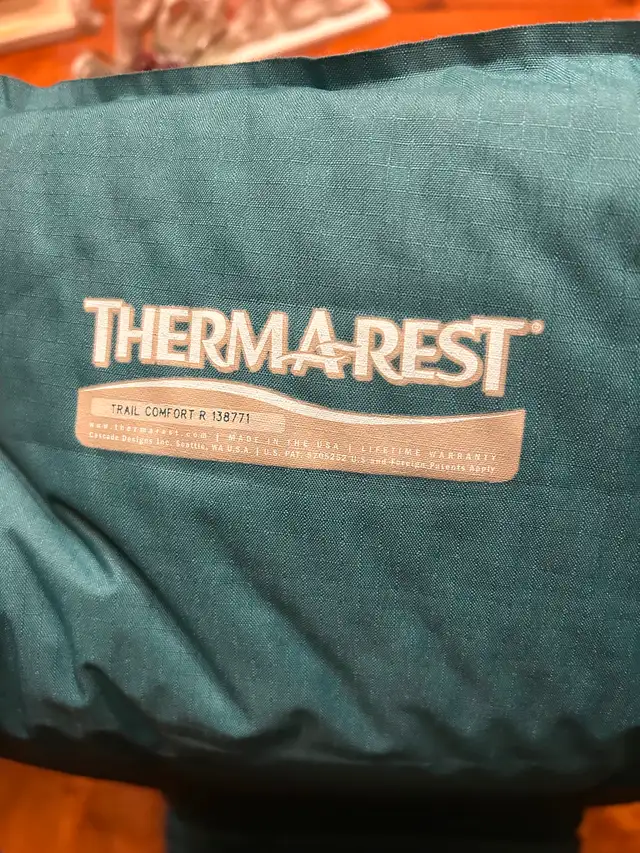 THERM-A-REST®
TRAIL COMFORT R 138771
www.thermarest.com | MADE IN THE USA | LIFETIME WARRANTY
Cascade Designs Inc. Seattle, WA U.S.A. | U.S. PAT. 5705252 U.S and Foreign Patents Apply